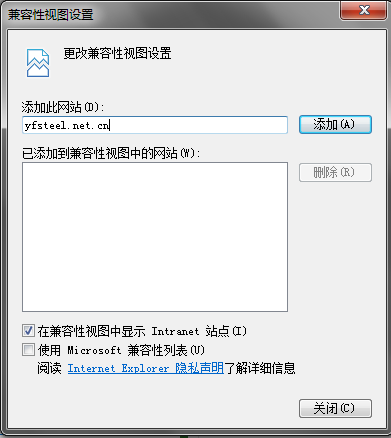 兼容性视图设置
更改兼容性视图设置
添加此网站(D):
yfsteel.net.cn
添加(A)
已添加到兼容性视图中的网站(W):
删除(R)
在兼容性视图中显示 Intranet 站点(I)
使用 Microsoft 兼容性列表(U)
阅读 Internet Explorer 隐私声明了解详细信息
关闭(C)